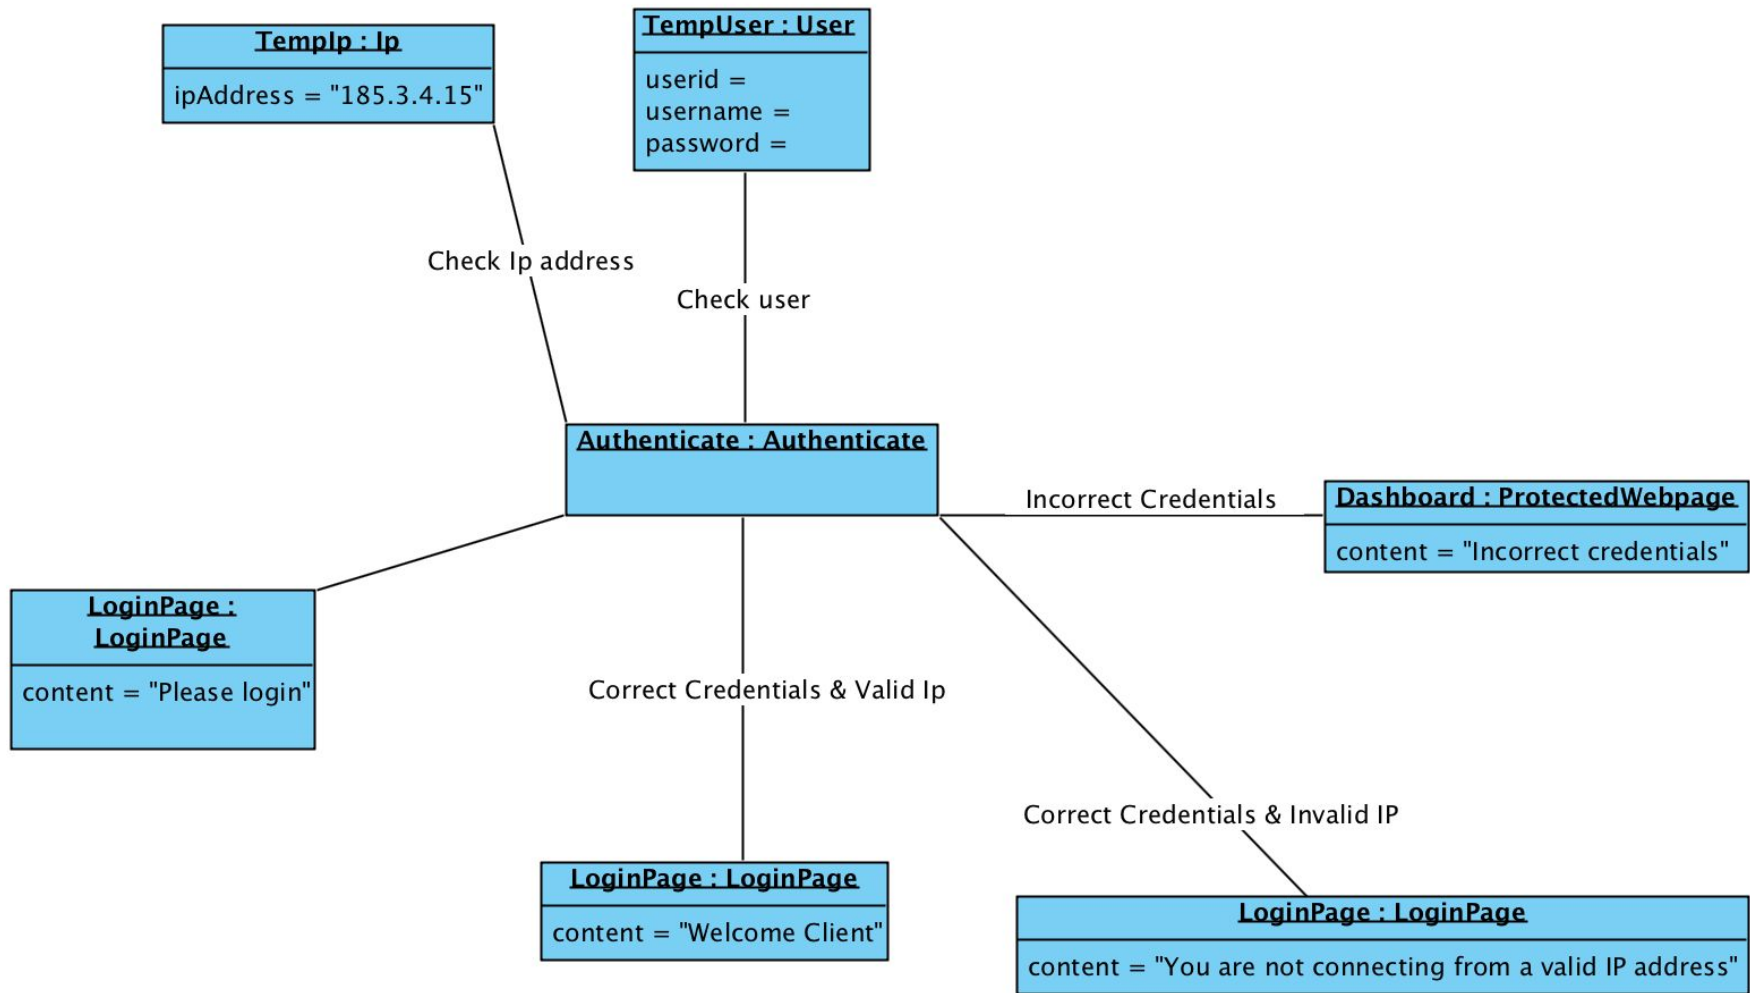 TempIp : Ip
ipAddress = "185.3.4.15"
TempUser : User
userid =
username =
password =
Check Ip address
Check user
Authenticate : Authenticate
Incorrect Credentials
Dashboard : ProtectedWebpage
content = "Incorrect credentials"
LoginPage :
LoginPage
content = "Please login"
Correct Credentials & Valid Ip
Correct Credentials & Invalid IP
LoginPage : LoginPage
content = "Welcome Client"
LoginPage : LoginPage
content = "You are not connecting from a valid IP address"